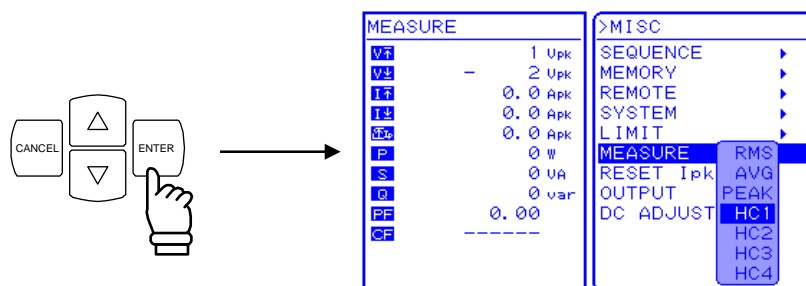 CANCEL
ENTER
MEASURE
V 1 Vpk
V - 2 Vpk
I 0.0 Apk
I 0.0 Apk
0.0 Apk
P 0 W
S 0 VA
Q 0 var
PF 0.00
CF ------
>MISC
SEQUENCE
MEMORY
REMOTE
SYSTEM
LIMIT
MEASURE RMS
RESET Ipk AVG
OUTPUT PEAK
DC ADJUST HC1
HC2
HC3
HC4